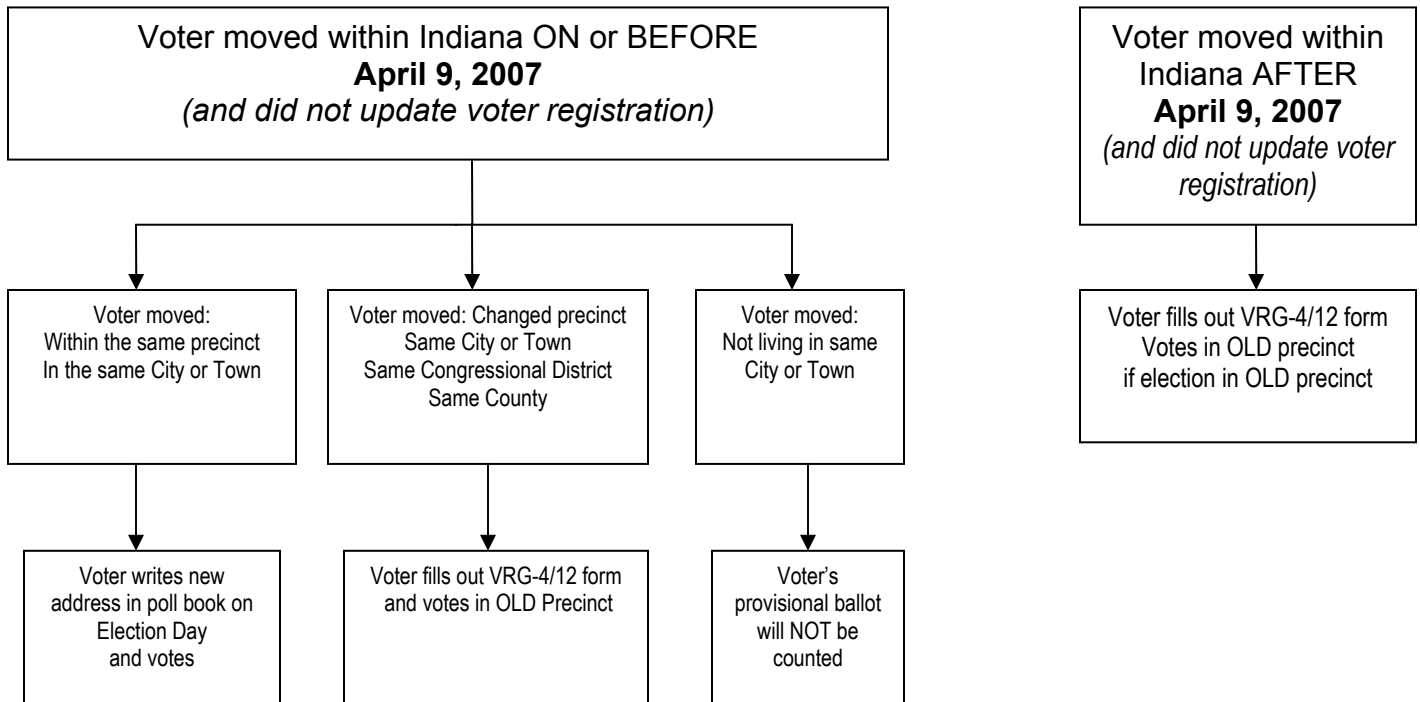 Voter moved within Indiana ON or BEFORE
April 9, 2007
(and did not update voter registration)
Voter moved within
Indiana AFTER
April 9, 2007
(and did not update voter
registration)
Voter moved:
Within the same precinct
In the same City or Town
Voter moved: Changed precinct
Same City or Town
Same Congressional District
Same County
Voter moved:
Not living in same
City or Town
Voter fills out VRG-4/12 form
Votes in OLD precinct
if election in OLD precinct
Voter writes new
address in poll book on
Election Day
and votes
Voter fills out VRG-4/12 form
and votes in OLD Precinct
Voter's
provisional ballot
will NOT be
counted